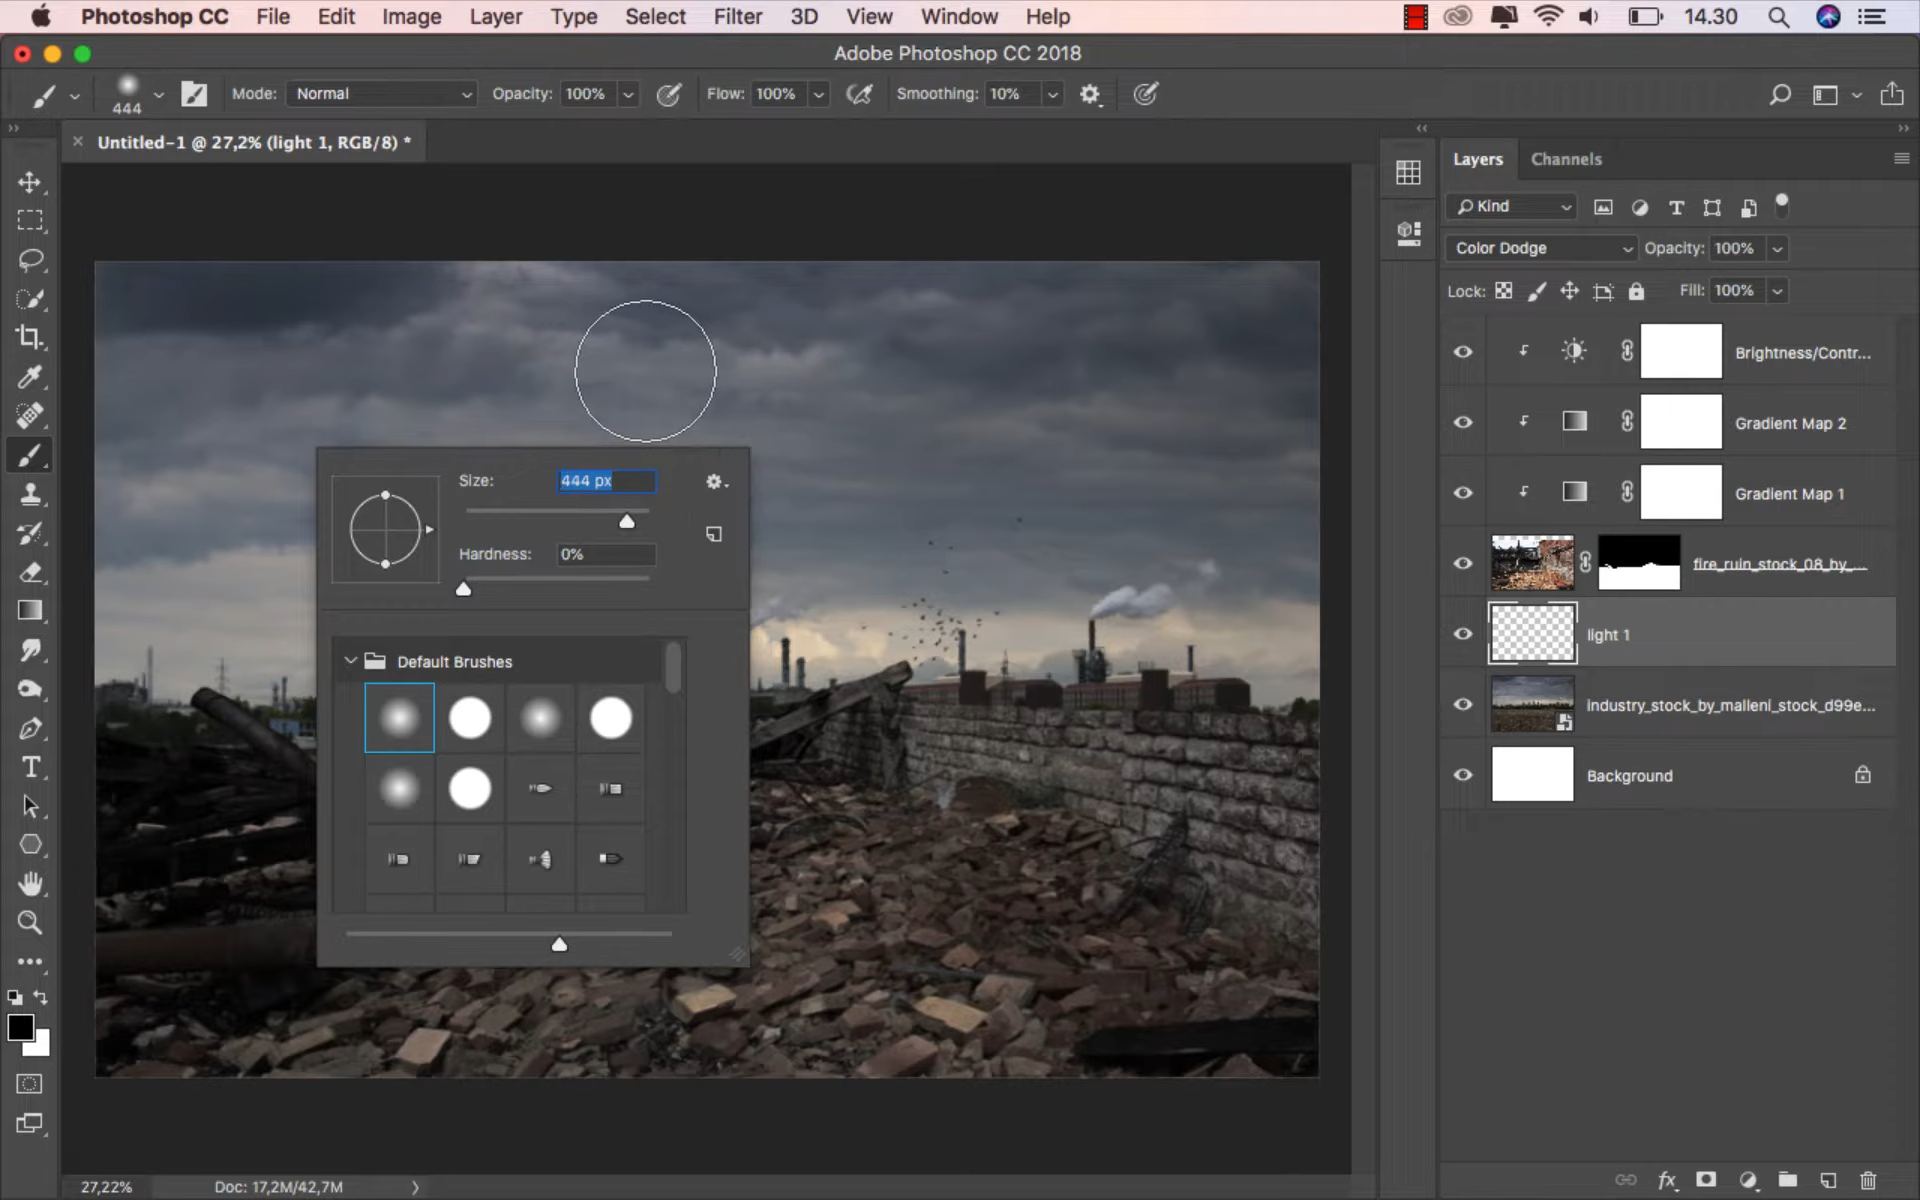 Photoshop CC File Edit Image Layer Type Select Filter 3D View Window Help 14.30
Adobe Photoshop CC 2018
444 Mode: Normal Opacity: 100% Flow: 100% Smoothing: 10%
Untitled-1 @ 27,2% (light 1, RGB/8) *
Layers Channels
Kind
Color Dodge Opacity: 100%
Lock: Fill: 100%
Brightness/Contr...
Gradient Map 2
Gradient Map 1
fire_ruin_stock_08_by_...
light 1
industry_stock_by_mallenl_stock_d99e...
Background
Size: 444 px
Hardness: 0%
Default Brushes
27,22% Doc: 17,2M/42,7M